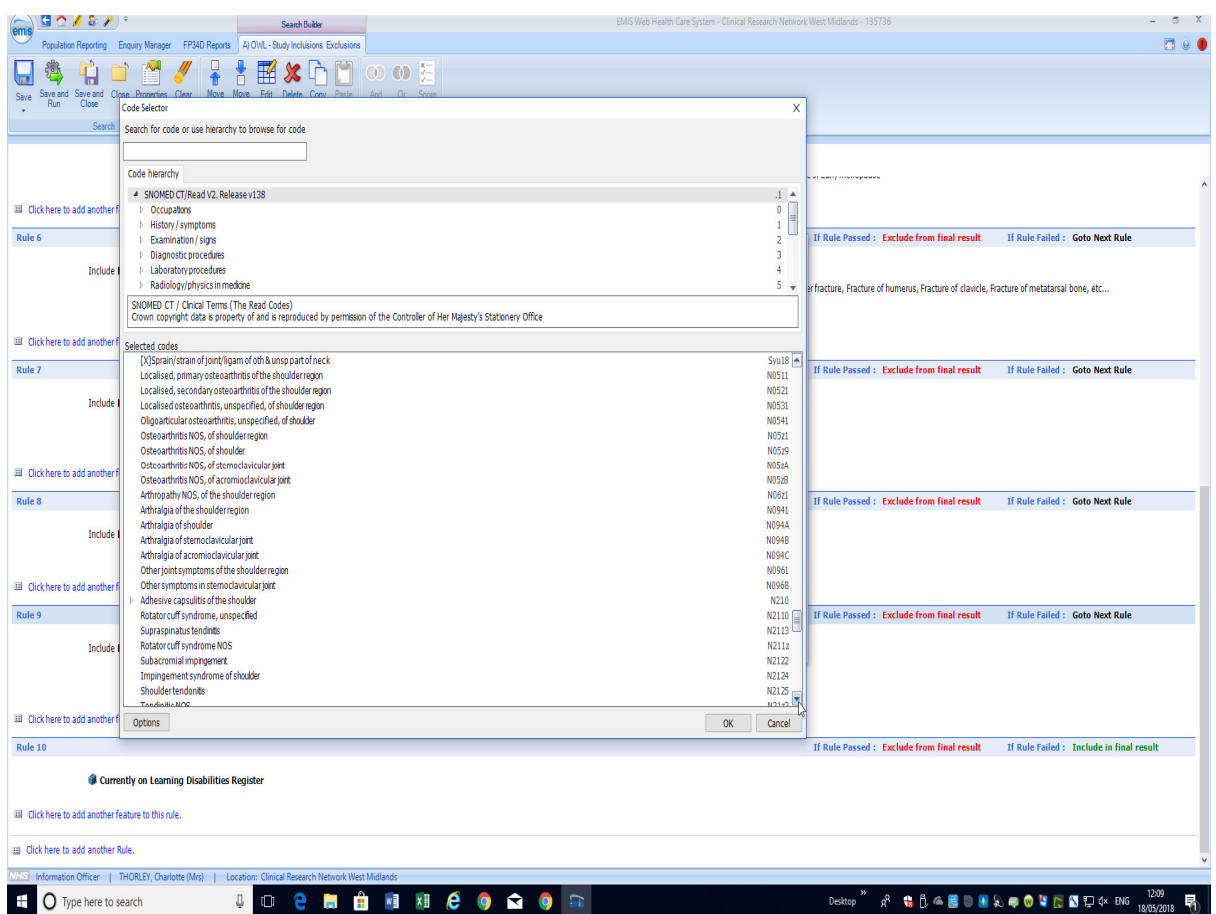 emis
Search Builder
EMIS Web Health Care System - Clinical Research Network West Midlands - 135736
Population Reporting Enquiry Manager FP34D Reports A) OWL - Study Inclusions Exclusions
Save Save and Run Save and Close Close Properties Clear Move Move Edit Delete Copy Paste And Or Score
Search
Code Selector X
Search for code or use hierarchy to browse for code
Code hierarchy
SNOMED CT/Read V2. Release v138 .1
Occupations 0
History / symptoms 1
Examination / signs 2
Diagnostic procedures 3
Laboratory procedures 4
Radiology/physics in medicine 5
SNOMED CT / Clinical Terms (The Read Codes)
Crown copyright data is property of and is reproduced by permission of the Controller of Her Majesty's Stationery Office
Selected codes
[X]Sprain/strain of joint/ligam of oth & unsp part of neck Syu18
Localised, primary osteoarthritis of the shoulder region N0511
Localised, secondary osteoarthritis of the shoulder region N0521
Localised osteoarthritis, unspecified, of shoulder region N0531
Oligoarticular osteoarthritis, unspecified, of shoulder N0541
Osteoarthritis NOS, of shoulder region N05z1
Osteoarthritis NOS, of shoulder N05z9
Osteoarthritis NOS, of sternoclavicular joint N05zA
Osteoarthritis NOS, of acromioclavicular joint N05zB
Arthropathy NOS, of the shoulder region N06z1
Arthralgia of the shoulder region N0941
Arthralgia of shoulder N094A
Arthralgia of sternoclavicular joint N094B
Arthralgia of acromioclavicular joint N094C
Other joint symptoms of the shoulder region N0961
Other symptoms in sternoclavicular joint N096B
Adhesive capsulitis of the shoulder N210
Rotator cuff syndrome, unspecified N2110
Supraspinatus tendinitis N2113
Rotator cuff syndrome NOS N211z
Subacromial impingement N2122
Impingement syndrome of shoulder N2124
Shoulder tendonitis N2125
Tendinitis NOS N21z2
Options OK Cancel
Click here to add another f
Rule 6 If Rule Passed : Exclude from final result If Rule Failed : Goto Next Rule
Include
er fracture, Fracture of humerus, Fracture of clavicle, Fracture of metatarsal bone, etc...
Click here to add another f
Rule 7 If Rule Passed : Exclude from final result If Rule Failed : Goto Next Rule
Include
Click here to add another f
Rule 8 If Rule Passed : Exclude from final result If Rule Failed : Goto Next Rule
Include
Click here to add another f
Rule 9 If Rule Passed : Exclude from final result If Rule Failed : Goto Next Rule
Include
Click here to add another f
Rule 10 If Rule Passed : Exclude from final result If Rule Failed : Include in final result
Currently on Learning Disabilities Register
Click here to add another feature to this rule.
Click here to add another Rule.
NHS Information Officer | THORLEY, Charlotte (Mrs) | Location: Clinical Research Network West Midlands
Type here to search Desktop ENG 12:09
18/05/2018